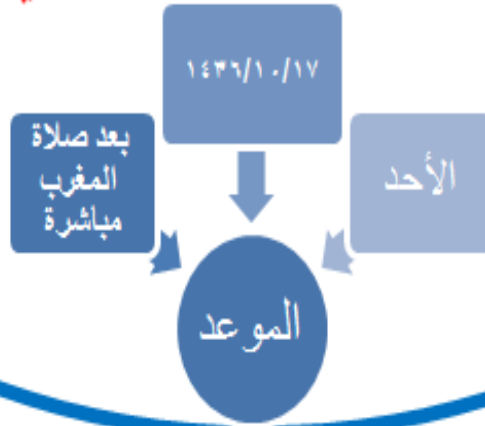 ١٤٣٦/١٠/١٧
الأحد
بعد صلاة
المغرب
مباشرة
الموعد